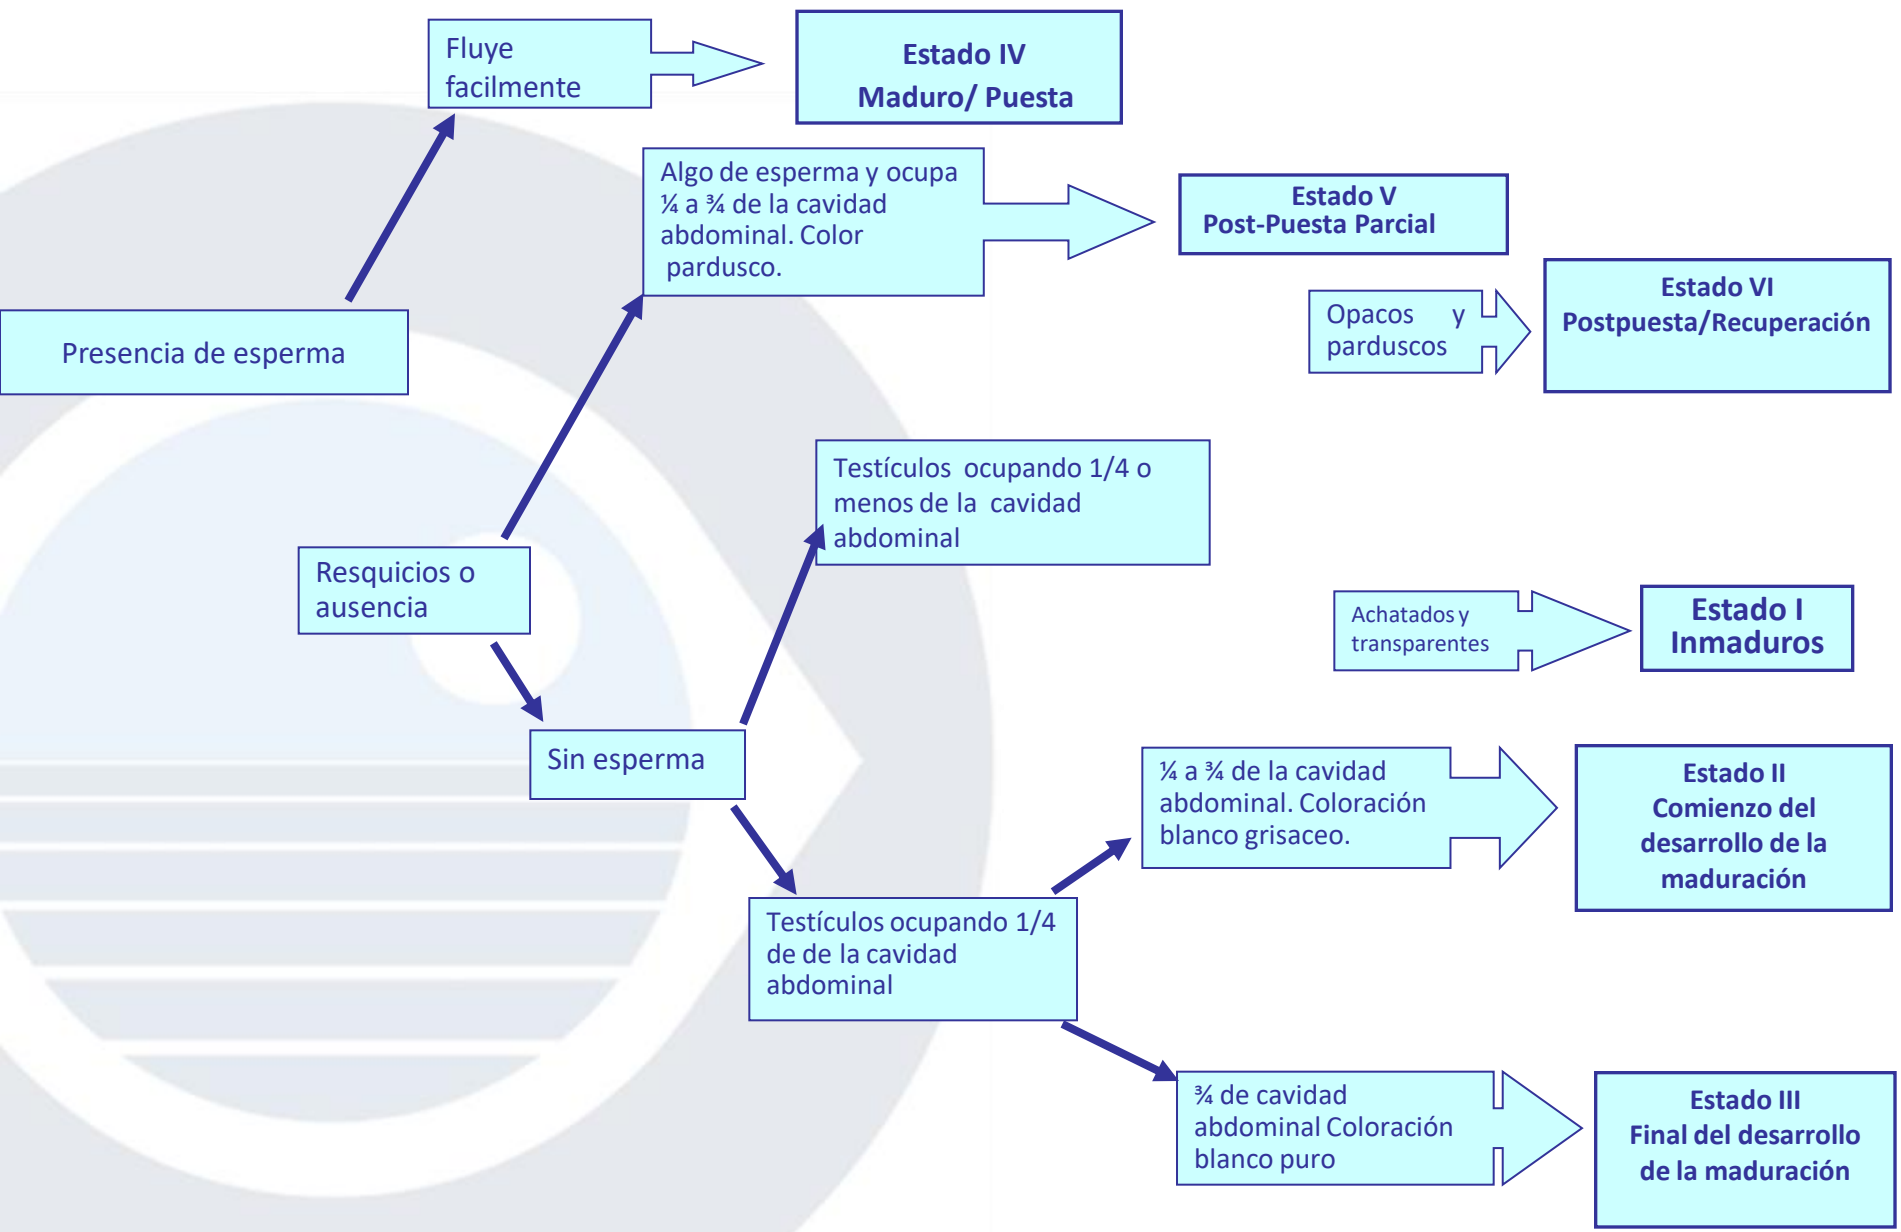 Fluye
facilmente
Estado IV
Maduro/ Puesta
Algo de esperma y ocupa
¼ a ¾ de la cavidad
abdominal. Color
pardusco.
Estado V
Post-Puesta Parcial
Presencia de esperma
Opacos y
parduscos
Estado VI
Postpuesta/Recuperación
Testículos ocupando 1/4 o
menos de la cavidad
abdominal
Resquicios o
ausencia
Achatados y
transparentes
Estado I
Inmaduros
Sin esperma
¼ a ¾ de la cavidad
abdominal. Coloración
blanco grisaceo.
Estado II
Comienzo del
desarrollo de la
maduración
Testículos ocupando 1/4
de de la cavidad
abdominal
¾ de cavidad
abdominal Coloración
blanco puro
Estado III
Final del desarrollo
de la maduración